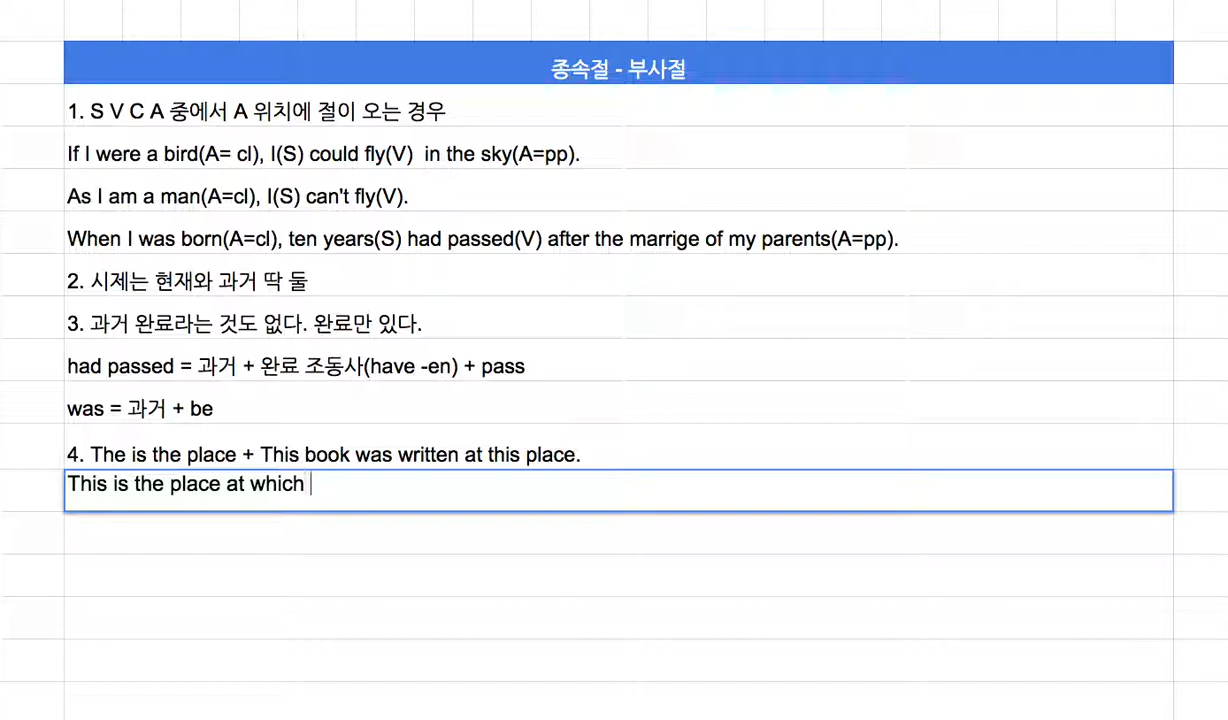 종속절 - 부사절
1. S V C A 중에서 A 위치에 절이 오는 경우
If I were a bird(A= cl), I(S) could fly(V)  in the sky(A=pp).
As I am a man(A=cl), I(S) can't fly(V).
When I was born(A=cl), ten years(S) had passed(V) after the marrige of my parents(A=pp).
2. 시제는 현재와 과거 딱 둘
3. 과거 완료라는 것도 없다. 완료만 있다.
had passed = 과거 + 완료 조동사(have -en) + pass
was = 과거 + be
4. The is the place + This book was written at this place.
This is the place at which